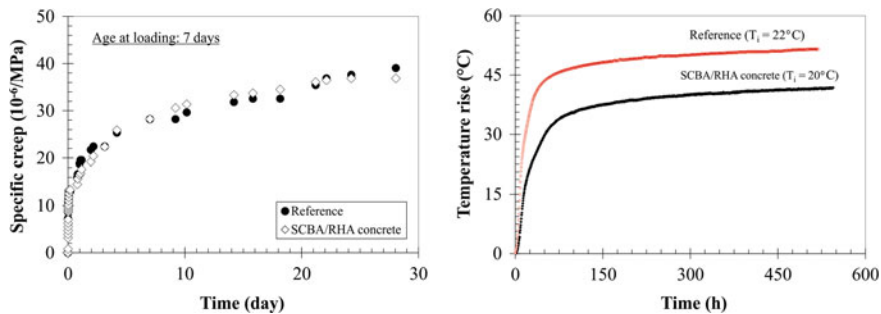 50
40
30
20
10
0
Specific creep (10⁻⁶/MPa)
Age at loading: 7 days
Reference
SCBA/RHA concrete
0
10
20
30
Time (day)
60
45
30
15
0
Temperature rise (°C)
Reference (Tᵢ = 22°C)
SCBA/RHA concrete (Tᵢ = 20°C)
0
150
300
450
600
Time (h)